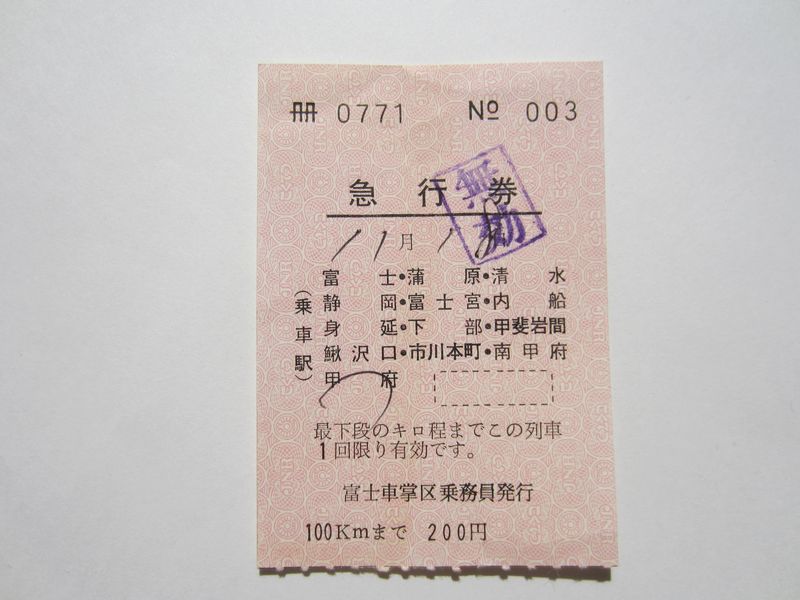 冊 0771 № 003
急行券
無効
11月1
富士・蒲原・清水
静岡・富士宮・内船
(乗車駅)
身延・下部・甲斐岩間
鰍沢口・市川本町・南甲府
甲府
最下段のキロ程までこの列車
1回限り有効です。
富士車掌区乗務員発行
100Kmまで 200円